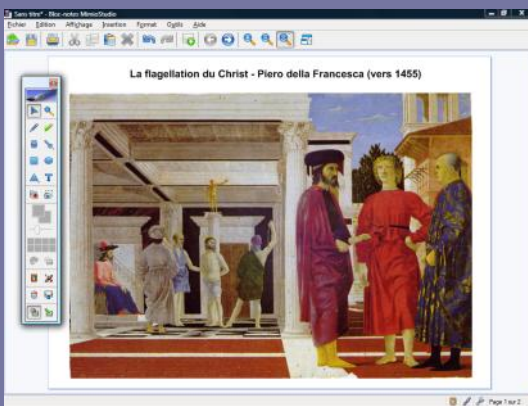 Sans titre* - Bloc-notes MimioStudio
Fichier Edition Affichage Insertion Format Outils Aide
La flagellation du Christ - Piero della Francesca (vers 1455)
T
Page 1 sur 2